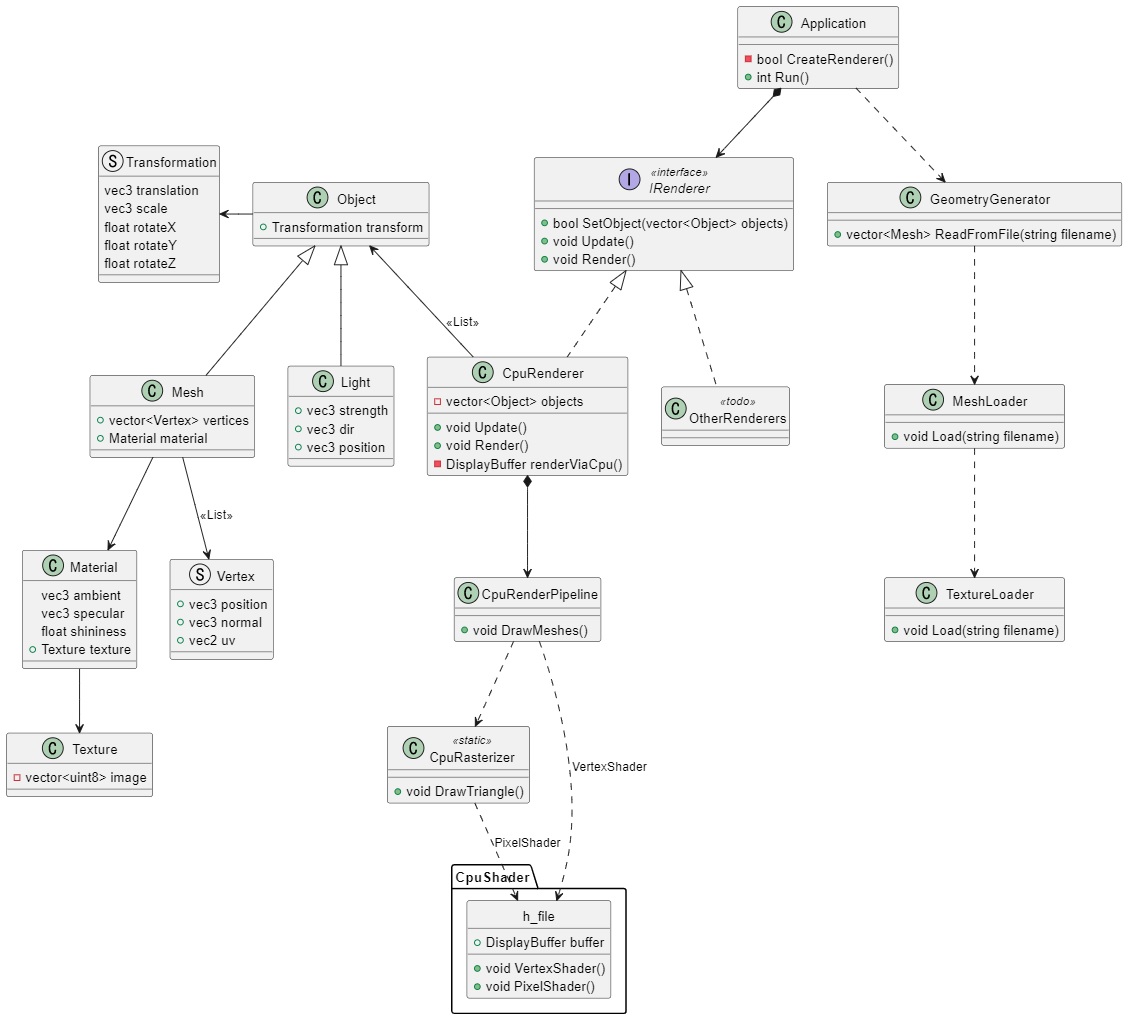 C Application
bool CreateRenderer()
int Run()
S Transformation
vec3 translation
vec3 scale
float rotateX
float rotateY
float rotateZ
C Object
Transformation transform
I «interface»
IRenderer
bool SetObject(vector<Object> objects)
void Update()
void Render()
C GeometryGenerator
vector<Mesh> ReadFromFile(string filename)
«List»
C Mesh
vector<Vertex> vertices
Material material
C Light
vec3 strength
vec3 dir
vec3 position
C CpuRenderer
vector<Object> objects
void Update()
void Render()
DisplayBuffer renderViaCpu()
C «todo»
OtherRenderers
C MeshLoader
void Load(string filename)
«List»
C Material
vec3 ambient
vec3 specular
float shininess
Texture texture
S Vertex
vec3 position
vec3 normal
vec2 uv
C CpuRenderPipeline
void DrawMeshes()
C TextureLoader
void Load(string filename)
C Texture
vector<uint8> image
C «static»
CpuRasterizer
void DrawTriangle()
VertexShader
PixelShader
CpuShader
h_file
DisplayBuffer buffer
void VertexShader()
void PixelShader()